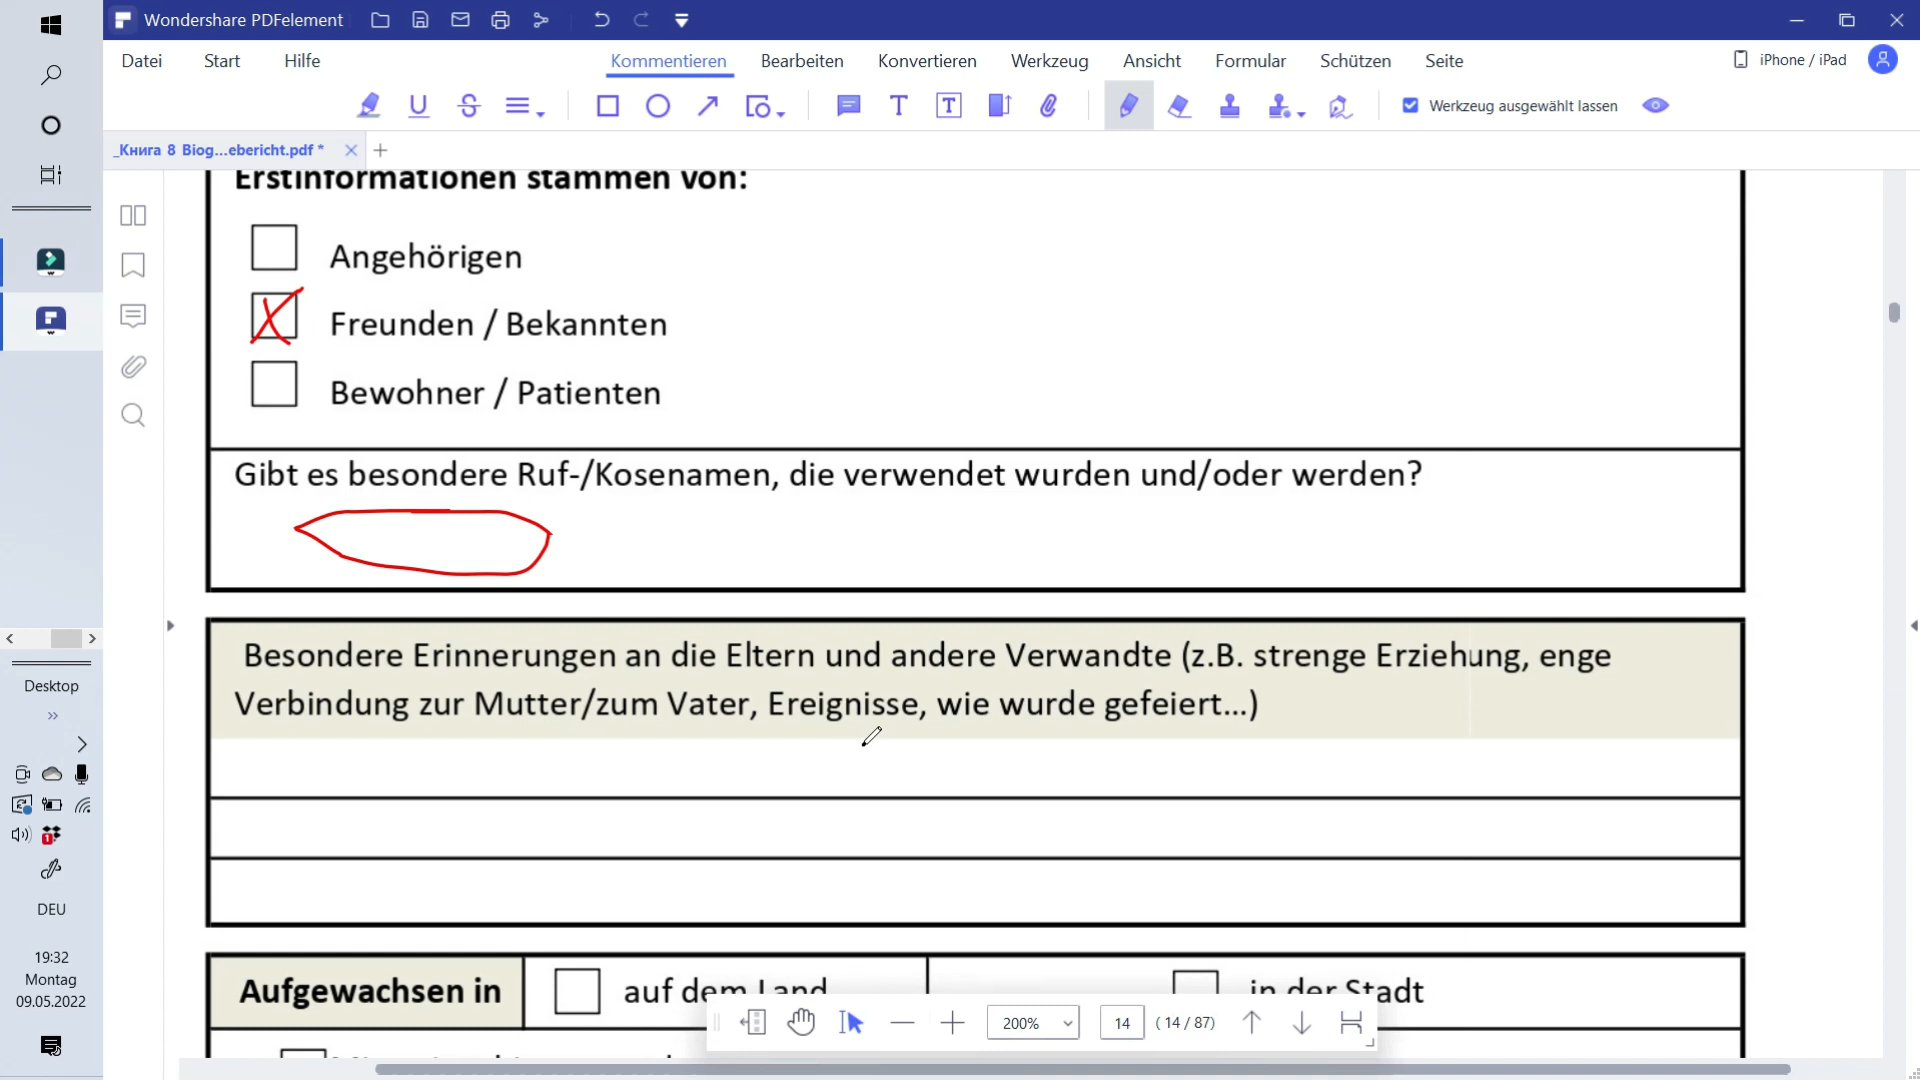 Wondershare PDFelement
Datei Start Hilfe Kommentieren Bearbeiten Konvertieren Werkzeug Ansicht Formular Schützen Seite iPhone / iPad
Werkzeug ausgewählt lassen
_Книга 8 Biog...ebericht.pdf *
Erstinformationen stammen von:
Angehörigen
Freunden / Bekannten
Bewohner / Patienten
Gibt es besondere Ruf-/Kosenamen, die verwendet wurden und/oder werden?
Besondere Erinnerungen an die Eltern und andere Verwandte (z.B. strenge Erziehung, enge
Verbindung zur Mutter/zum Vater, Ereignisse, wie wurde gefeiert...)
Aufgewachsen in auf dem Land in der Stadt
200% 14 (14 / 87)
Desktop
1
DEU
19:32
Montag
09.05.2022